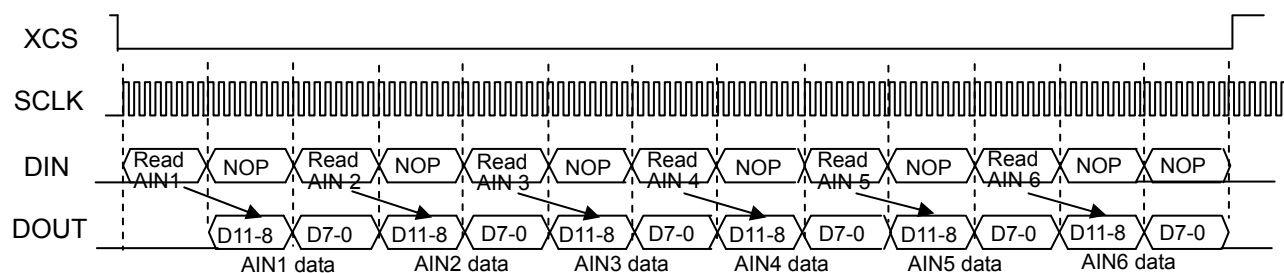 XCS
SCLK
DIN
Read AIN1
NOP
Read AIN 2
NOP
Read AIN 3
NOP
Read AIN 4
NOP
Read AIN 5
NOP
Read AIN 6
NOP
NOP
DOUT
D11-8
D7-0
D11-8
D7-0
D11-8
D7-0
D11-8
D7-0
D11-8
D7-0
D11-8
D7-0
AIN1 data
AIN2 data
AIN3 data
AIN4 data
AIN5 data
AIN6 data